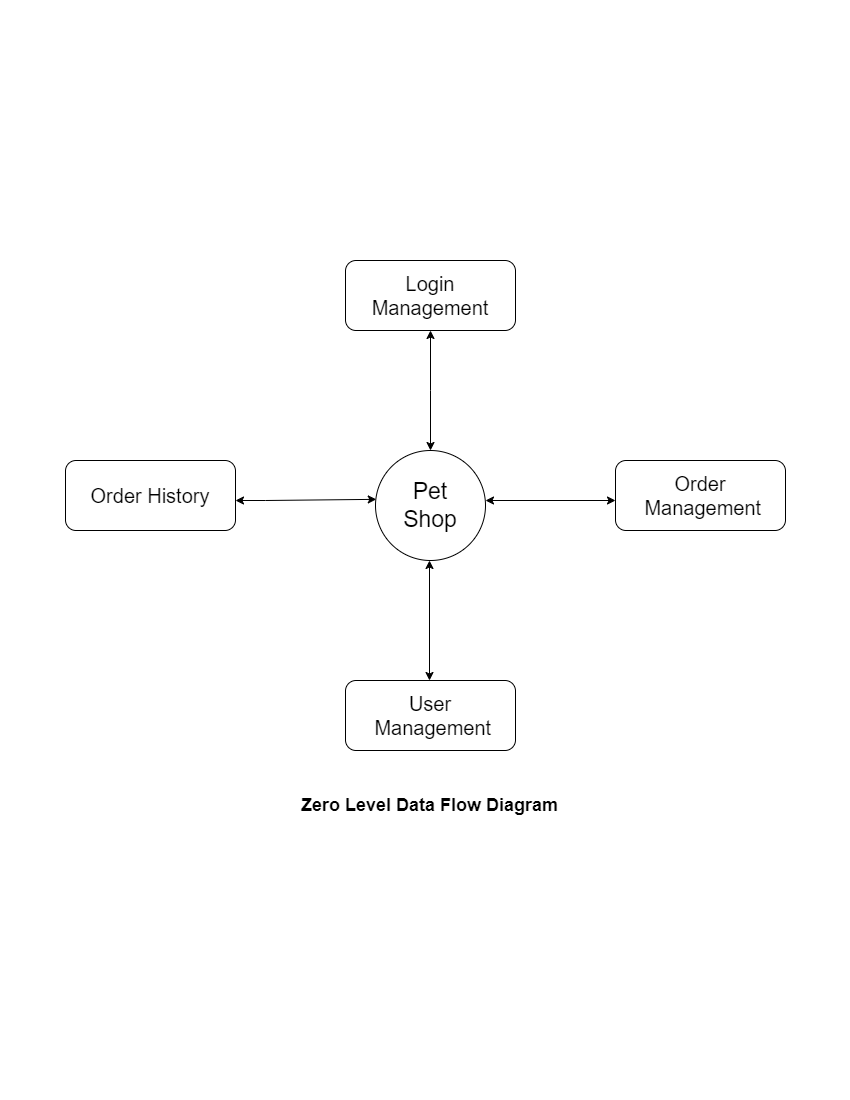 Login
Management
Order History
Pet
Shop
Order
Management
User
Management
Zero Level Data Flow Diagram